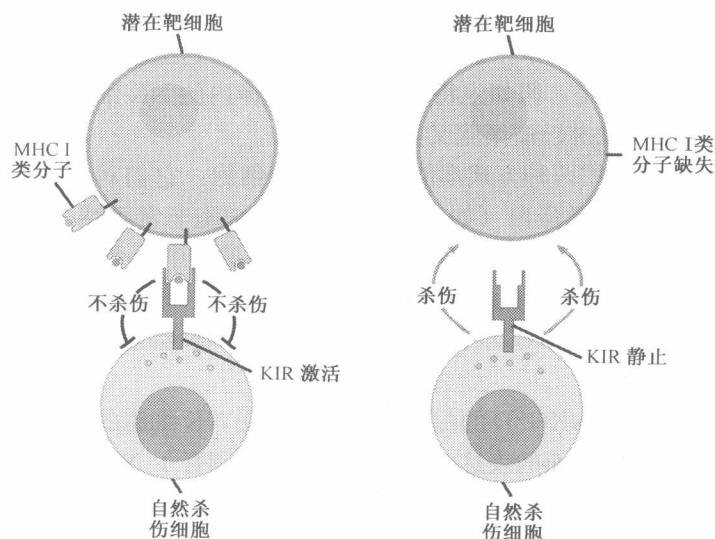 潜在靶细胞
MHC I
类分子
不杀伤
不杀伤
KIR 激活
自然杀
伤细胞
潜在靶细胞
MHC I类
分子缺失
杀伤
杀伤
KIR 静止
自然杀
伤细胞